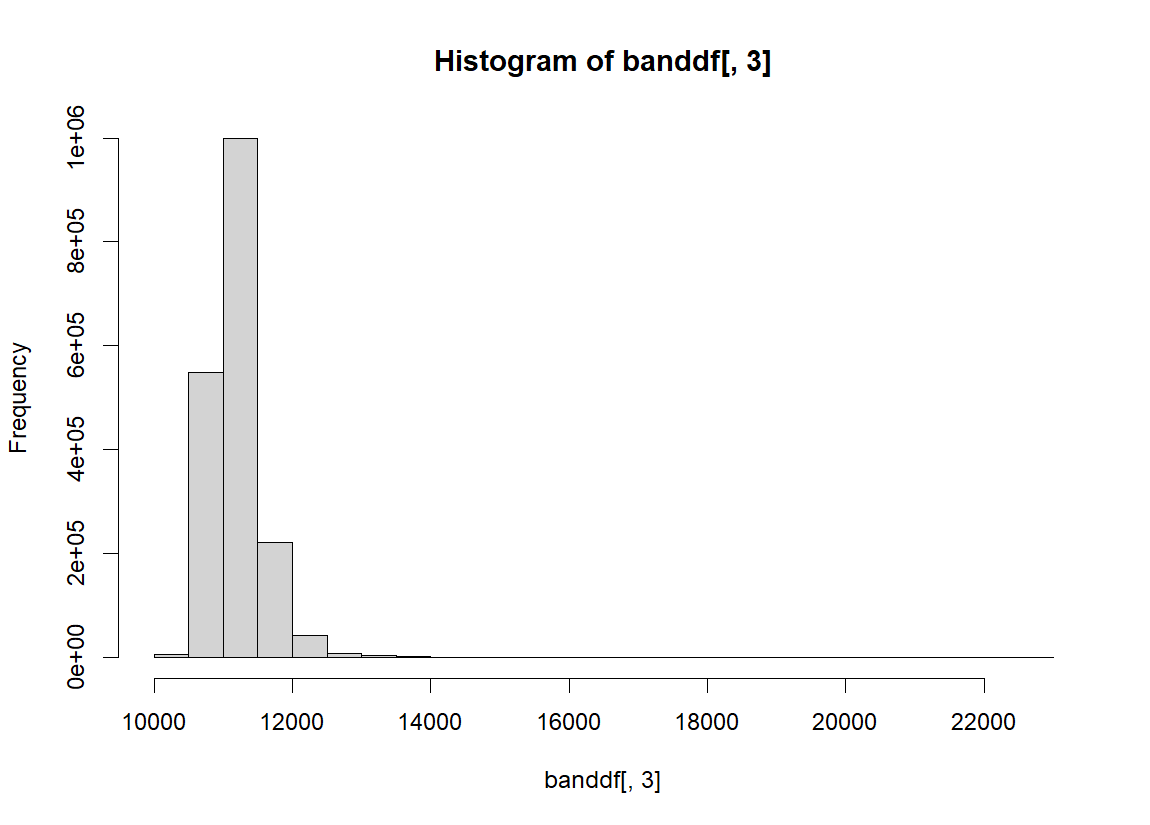 Histogram of banddf[, 3]
Frequency
1e+06
8e+05
6e+05
4e+05
2e+05
0e+00
10000 12000 14000 16000 18000 20000 22000
banddf[, 3]